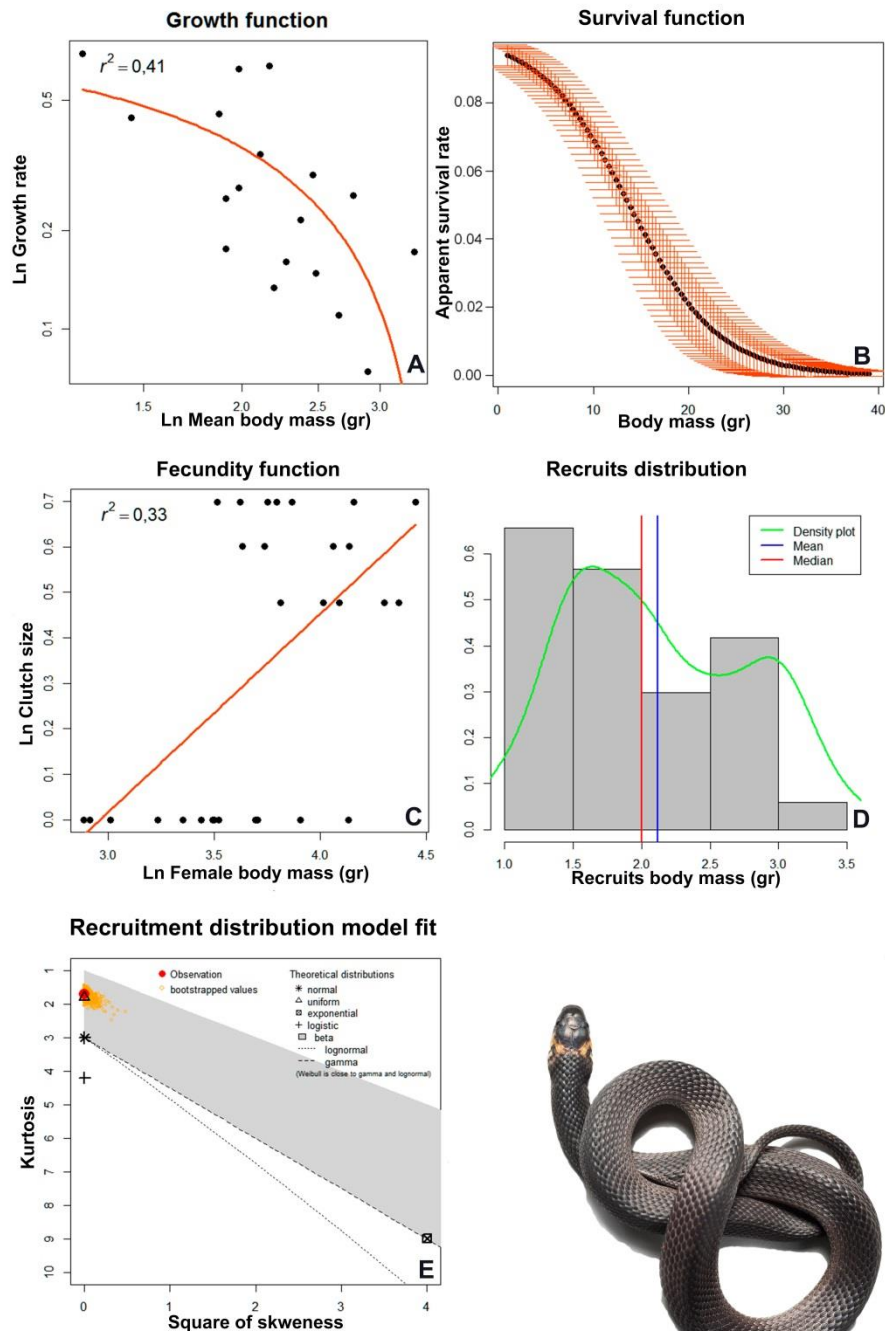 Growth function
r² = 0,41
0.5
0.2
0.1
Ln Growth rate
1.5 2.0 2.5 3.0
Ln Mean body mass (gr)
A
Survival function
0.08
0.06
0.04
0.02
0.00
Apparent survival rate
0 10 20 30 40
Body mass (gr)
B
Fecundity function
r² = 0,33
0.7
0.6
0.5
0.4
0.3
0.2
0.1
0.0
Ln Clutch size
3.0 3.5 4.0 4.5
Ln Female body mass (gr)
C
Recruits distribution
Density plot
Mean
Median
0.6
0.5
0.4
0.3
0.2
0.1
0.0
1.0 1.5 2.0 2.5 3.0 3.5
Recruits body mass (gr)
D
Recruitment distribution model fit
Observation
bootstrapped values
Theoretical distributions
normal
uniform
exponential
logistic
beta
lognormal
gamma
(Weibull is close to gamma and lognormal)
1
2
3
4
5
6
7
8
9
10
Kurtosis
0 1 2 3 4
Square of skweness
E